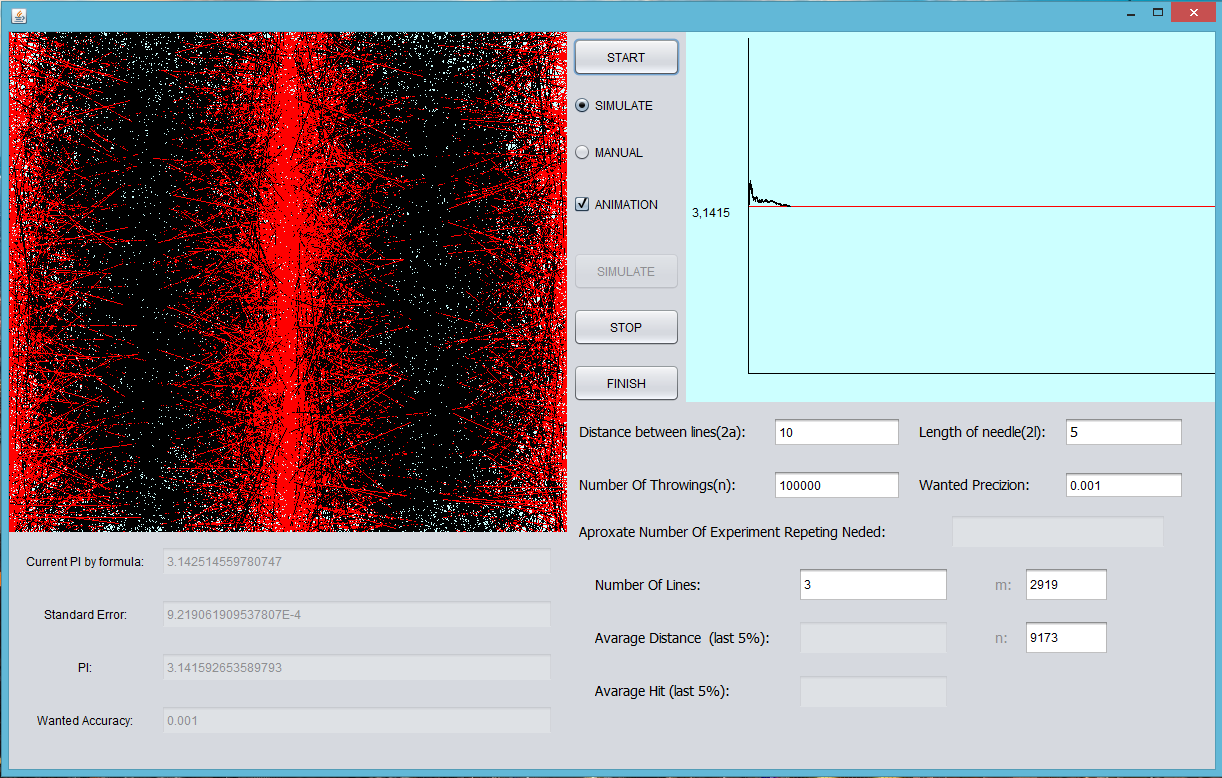 START
SIMULATE
MANUAL
ANIMATION
SIMULATE
STOP
FINISH
3,1415
Distance between lines(2a): 10 Length of needle(2l): 5
Number Of Throwings(n): 100000 Wanted Precizion: 0.001
Aproxate Number Of Experiment Repeting Neded:
Number Of Lines: 3 m: 2919
Avarage Distance (last 5%): n: 9173
Avarage Hit (last 5%):
Current PI by formula: 3.142514559780747
Standard Error: 9.219061909537807E-4
PI: 3.141592653589793
Wanted Accuracy: 0.001